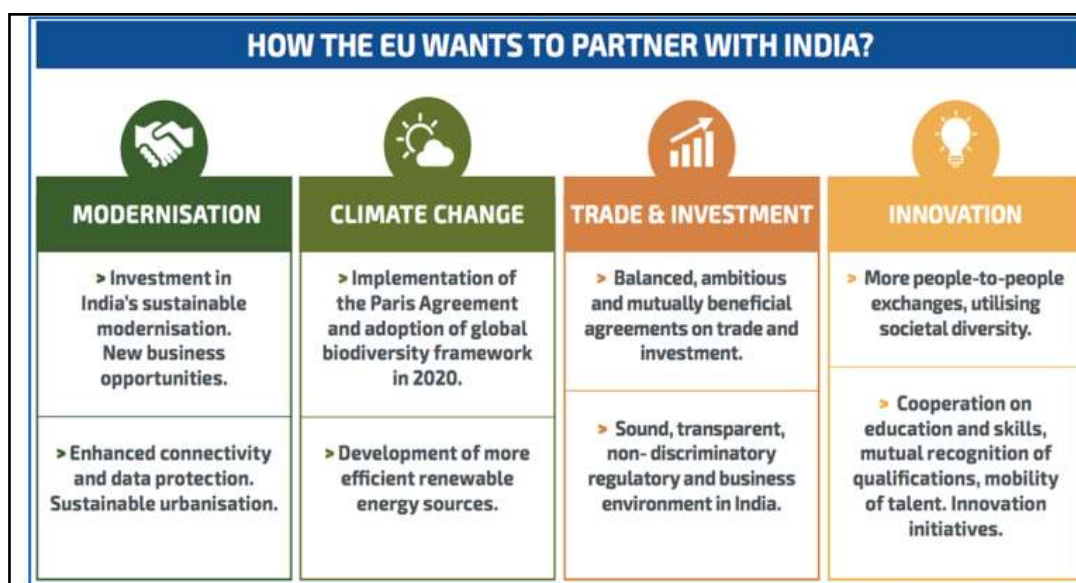 HOW THE EU WANTS TO PARTNER WITH INDIA?
MODERNISATION
> Investment in
India's sustainable
modernisation.
New business
opportunities.
> Enhanced connectivity
and data protection.
Sustainable urbanisation.
CLIMATE CHANGE
> Implementation of
the Paris Agreement
and adoption of global
biodiversity framework
in 2020.
> Development of more
efficient renewable
energy sources.
TRADE & INVESTMENT
> Balanced, ambitious
and mutually beneficial
agreements on trade and
investment.
> Sound, transparent,
non- discriminatory
regulatory and business
environment in India.
INNOVATION
> More people-to-people
exchanges, utilising
societal diversity.
> Cooperation on
education and skills,
mutual recognition of
qualifications, mobility
of talent. Innovation
initiatives.